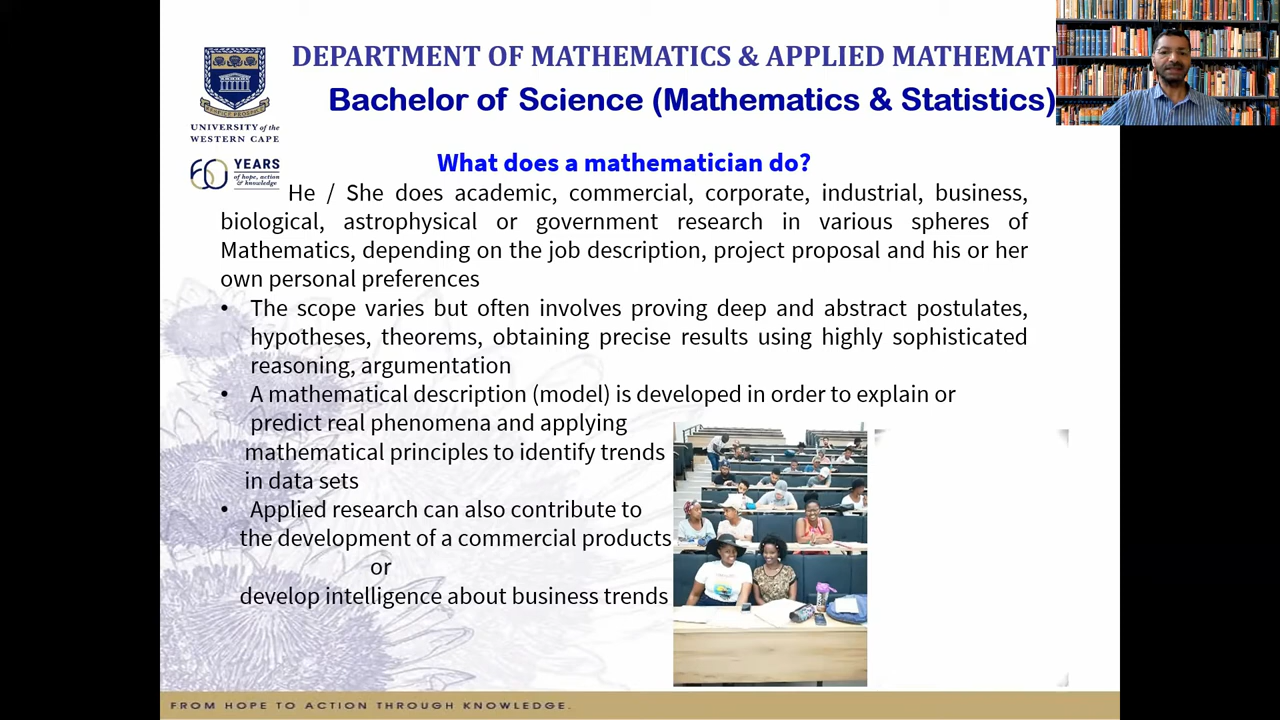 DEPARTMENT OF MATHEMATICS & APPLIED MATHEMATI
Bachelor of Science (Mathematics & Statistics)
UNIVERSITY of the
WESTERN CAPE
60 YEARS
of hope, action
& knowledge
What does a mathematician do?
He / She does academic, commercial, corporate, industrial, business,
biological, astrophysical or government research in various spheres of
Mathematics, depending on the job description, project proposal and his or her
own personal preferences
• The scope varies but often involves proving deep and abstract postulates,
hypotheses, theorems, obtaining precise results using highly sophisticated
reasoning, argumentation
• A mathematical description (model) is developed in order to explain or
predict real phenomena and applying
mathematical principles to identify trends
in data sets
• Applied research can also contribute to
the development of a commercial products
or
develop intelligence about business trends
FROM HOPE TO ACTION THROUGH KNOWLEDGE.